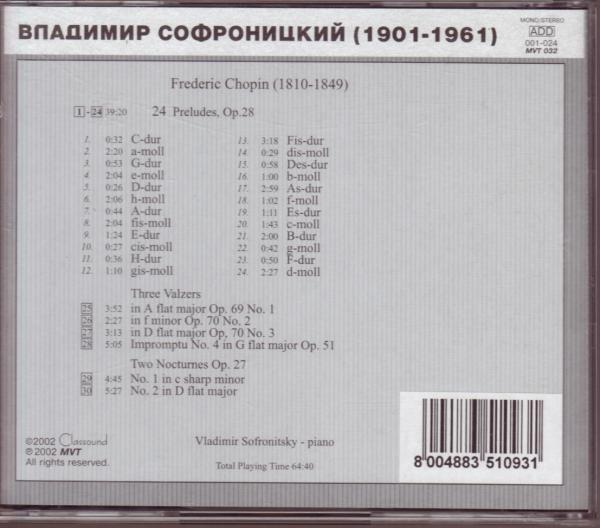 ВЛАДИМИР СОФРОНИЦКИЙ (1901-1961)
MONO/STEREO
ADD
001-024
MVT 032
Frederic Chopin (1810-1849)
1 - 24 39:20 24 Preludes, Op.28
1. 0:32 C-dur
2. 2:20 a-moll
3. 0:53 G-dur
4. 2:04 e-moll
5. 0:26 D-dur
6. 2:06 h-moll
7. 0:44 A-dur
8. 2:04 fis-moll
9. 1:24 E-dur
10. 0:27 cis-moll
11. 0:36 H-dur
12. 1:10 gis-moll
13. 3:18 Fis-dur
14. 0:29 dis-moll
15. 0:58 Des-dur
16. 1:00 b-moll
17. 2:59 As-dur
18. 1:02 f-moll
19. 1:11 Es-dur
20. 1:43 c-moll
21. 2:00 B-dur
22. 0:42 g-moll
23. 0:50 F-dur
24. 2:27 d-moll
Three Valzers
25 3:52 in A flat major Op. 69 No. 1
26 2:27 in f minor Op. 70 No. 2
27 3:13 in D flat major Op, 70 No. 3
28 5:05 Impromptu No. 4 in G flat major Op. 51
Two Nocturnes Op. 27
29 4:45 No. 1 in c sharp minor
30 5:27 No. 2 in D flat major
©2002 Classound
℗2002 MVT
All rights reserved.
Vladimir Sofronitsky - piano
Total Playing Time 64:40
8 004883 510931